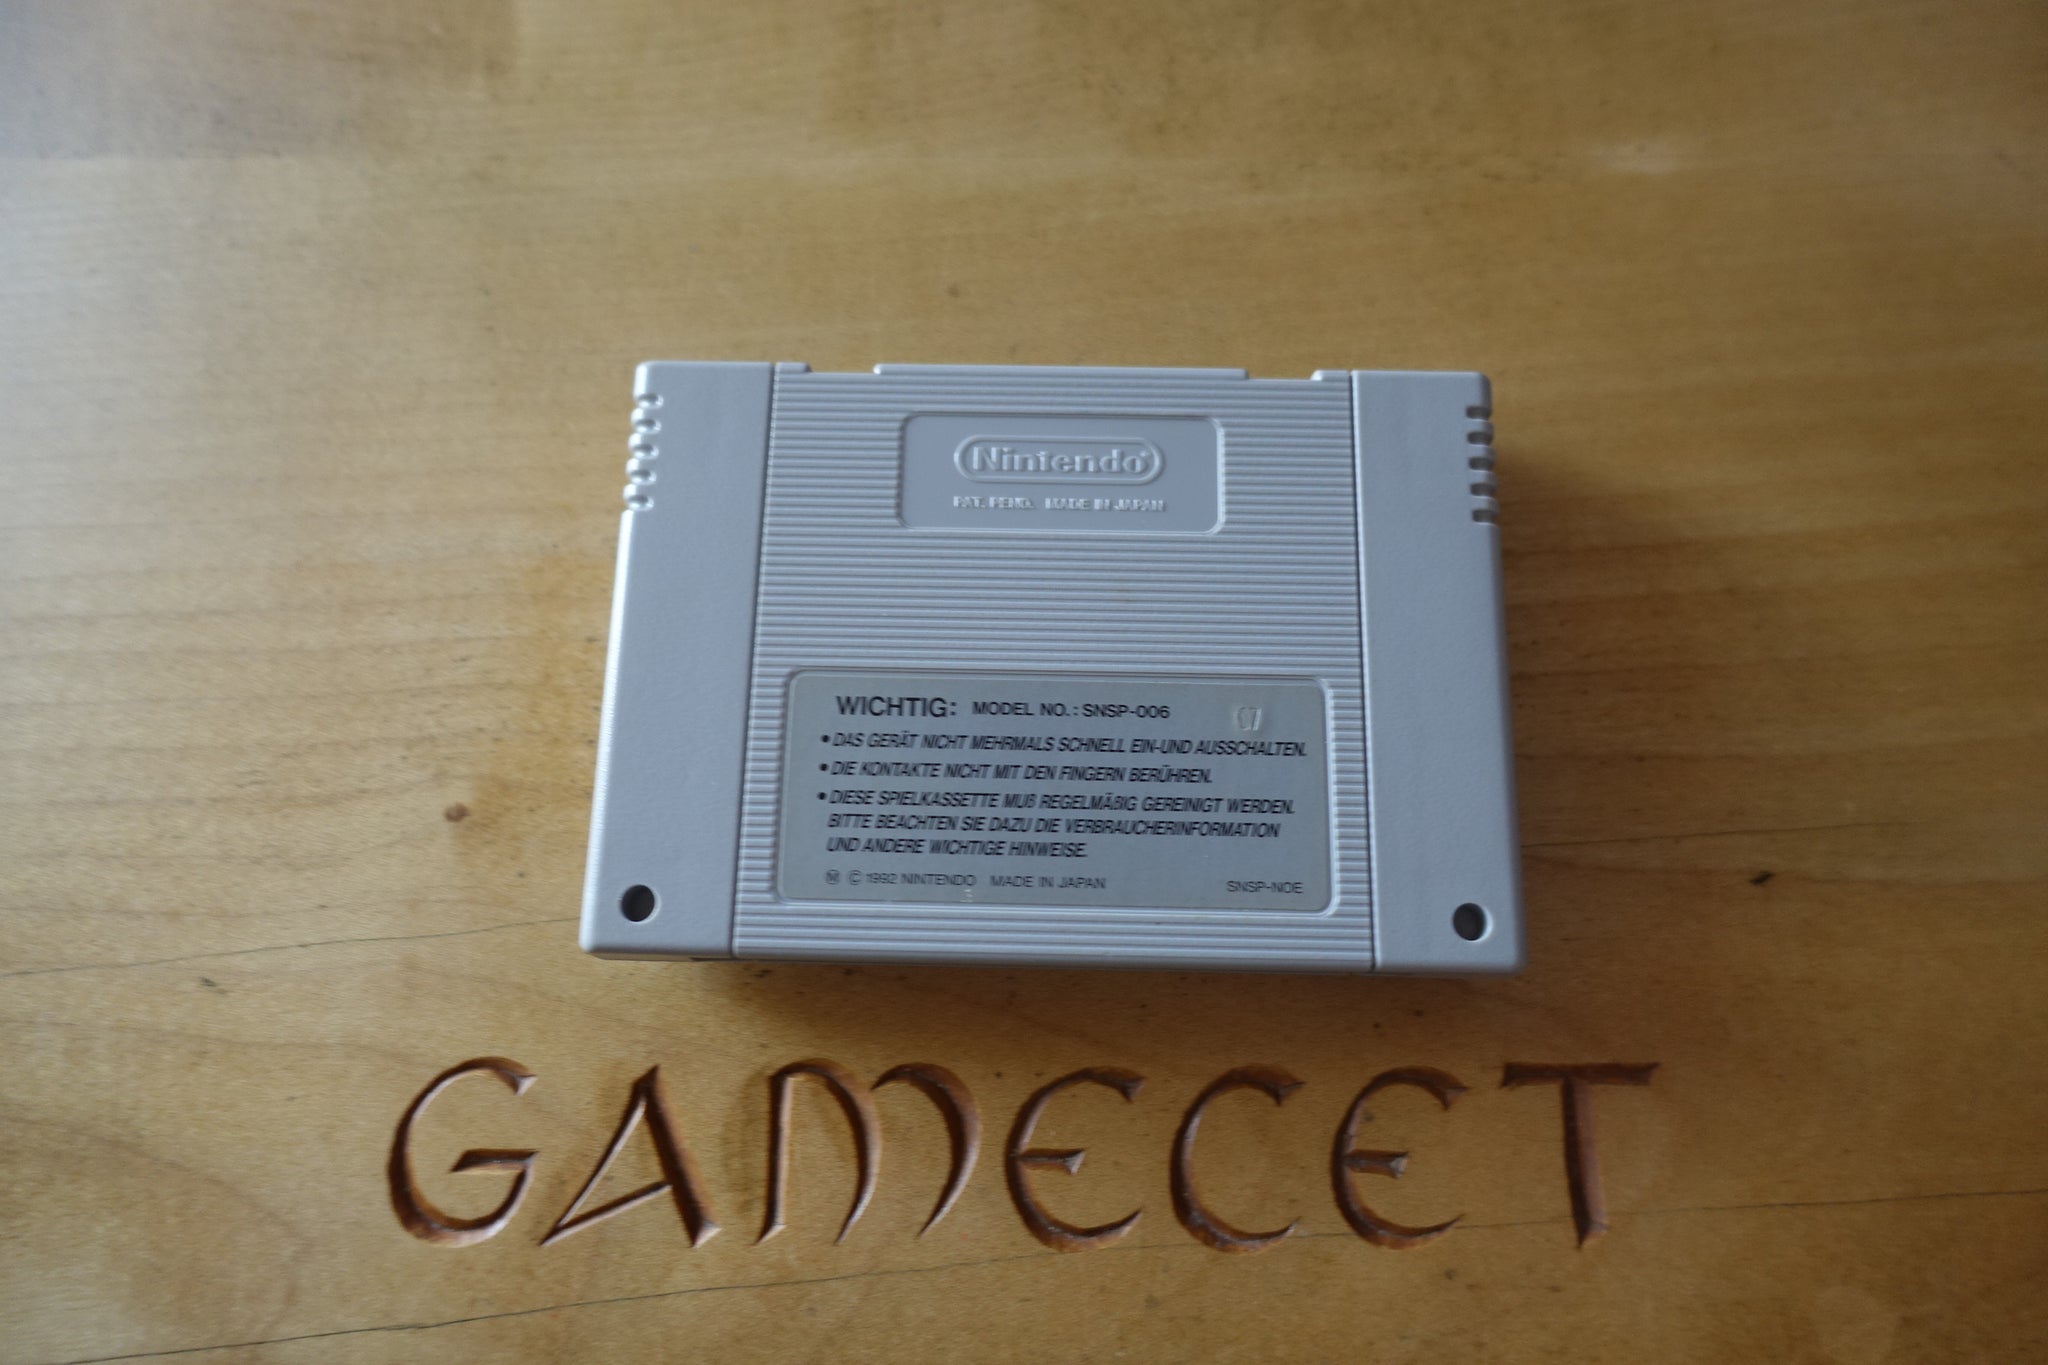 Nintendo®
PAT. PEND. MADE IN JAPAN
WICHTIG: MODEL NO.: SNSP-006 07
• DAS GERÄT NICHT MEHRMALS SCHNELL EIN-UND AUSSCHALTEN.
• DIE KONTAKTE NICHT MIT DEN FINGERN BERÜHREN.
• DIESE SPIELKASSETTE MUß REGELMÄßIG GEREINIGT WERDEN.
BITTE BEACHTEN SIE DAZU DIE VERBRAUCHERINFORMATION
UND ANDERE WICHTIGE HINWEISE.
Ⓜ © 1992 NINTENDO MADE IN JAPAN SNSP-NOE
GAMECET